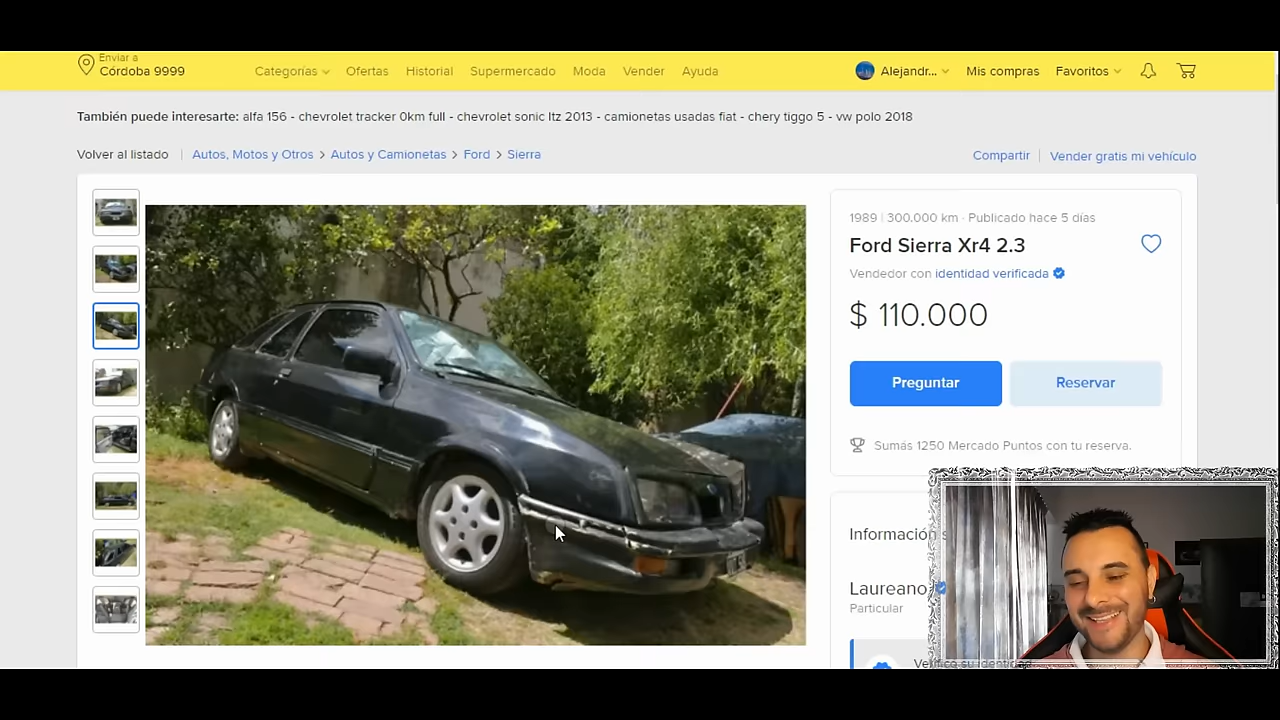 Enviar a
Córdoba 9999
Categorías
Ofertas
Historial
Supermercado
Moda
Vender
Ayuda
Alejandr...
Mis compras
Favoritos
También puede interesarte: alfa 156 - chevrolet tracker 0km full - chevrolet sonic ltz 2013 - camionetas usadas fiat - chery tiggo 5 - vw polo 2018
Volver al listado | Autos, Motos y Otros > Autos y Camionetas > Ford > Sierra
Compartir | Vender gratis mi vehículo
1989 | 300.000 km · Publicado hace 5 días
Ford Sierra Xr4 2.3
Vendedor con identidad verificada
$ 110.000
Preguntar
Reservar
Sumás 1250 Mercado Puntos con tu reserva.
Información
Laureano
Particular
Verificó su identidad